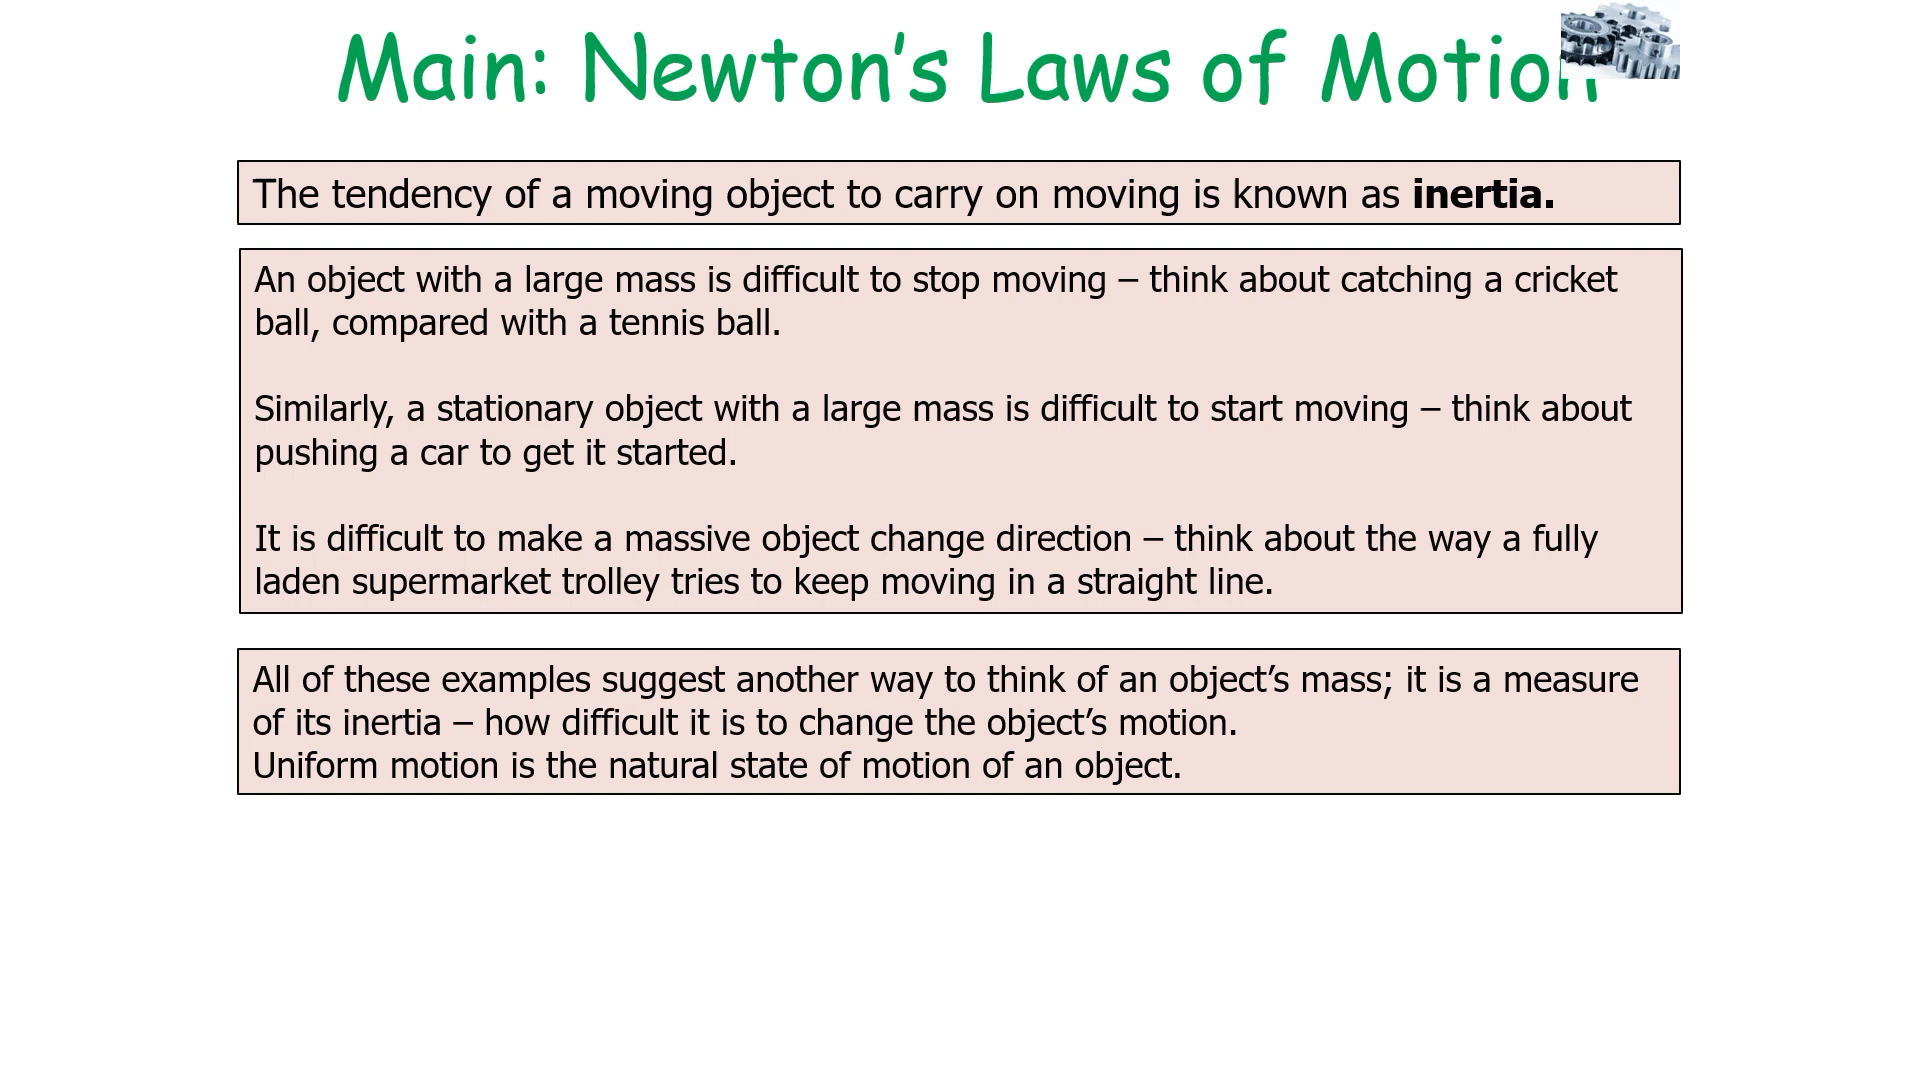 Main: Newton’s Laws of Motion
The tendency of a moving object to carry on moving is known as inertia.
An object with a large mass is difficult to stop moving – think about catching a cricket
ball, compared with a tennis ball.
Similarly, a stationary object with a large mass is difficult to start moving – think about
pushing a car to get it started.
It is difficult to make a massive object change direction – think about the way a fully
laden supermarket trolley tries to keep moving in a straight line.
All of these examples suggest another way to think of an object’s mass; it is a measure
of its inertia – how difficult it is to change the object’s motion.
Uniform motion is the natural state of motion of an object.